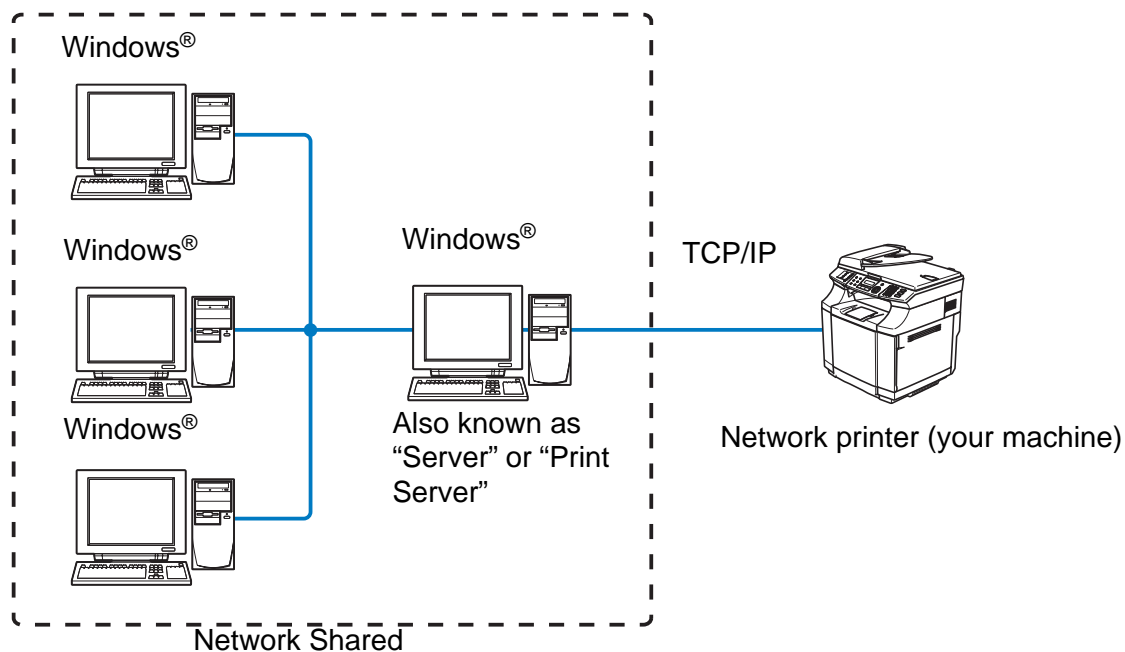 Windows®
Windows®
Windows®
Windows®
Also known as
“Server” or “Print
Server”
TCP/IP
Network printer (your machine)
Network Shared